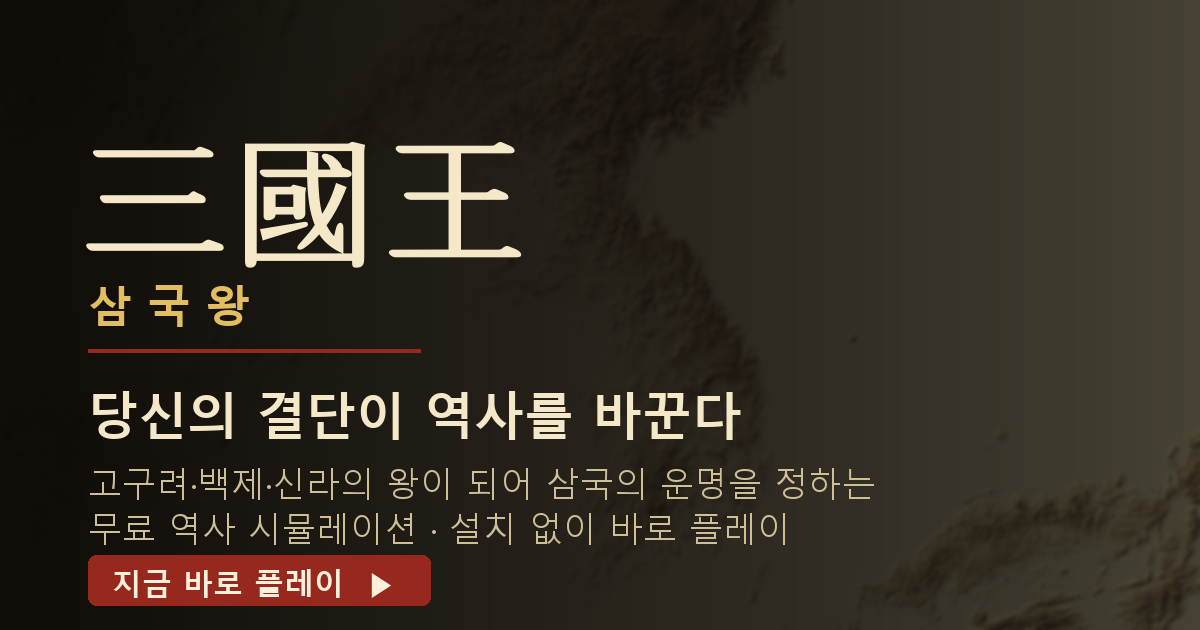 三國王
삼국왕
당신의 결단이 역사를 바꾼다
고구려·백제·신라의 왕이 되어 삼국의 운명을 정하는
무료 역사 시뮬레이션 · 설치 없이 바로 플레이
지금 바로 플레이 ▶